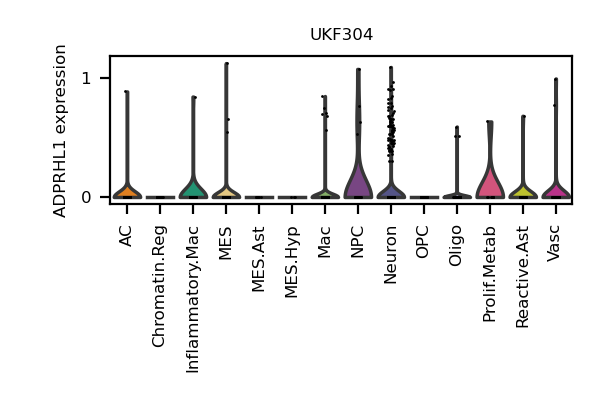 UKF304
ADPRHL1 expression
1
0
AC
Chromatin.Reg
Inflammatory.Mac
MES
MES.Ast
MES.Hyp
Mac
NPC
Neuron
OPC
Oligo
Prolif.Metab
Reactive.Ast
Vasc